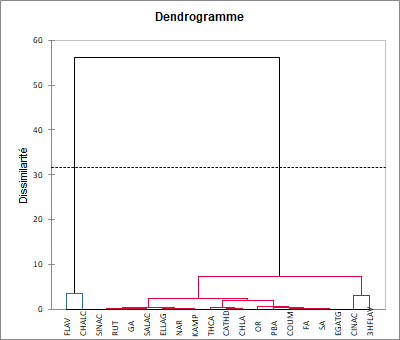 Dendrogramme
Dissimilarité
60
50
40
30
20
10
0
FLAV
CHALC
SINAC
RUT
GA
SALAC
ELLAG
NAR
KAMP
THCA
CATHD
CHLA
OR
PBA
COUM
FA
SA
EGATG
CINAC
3HFLAV